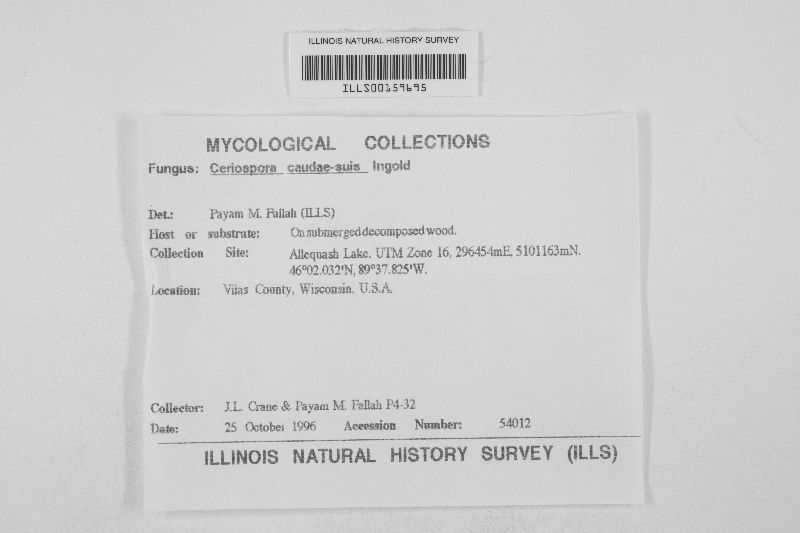 ILLINOIS NATURAL HISTORY SURVEY
ILLS00159695
MYCOLOGICAL COLLECTIONS
Fungus: Ceriospora caudae-suis Ingold
Det.: Payam M. Fallah (ILLS)
Host or substrate: On submerged decomposed wood.
Collection Site: Allequash Lake. UTM Zone 16, 296454mE, 5101163mN.
46°02.032'N, 89°37.825'W.
Location: Vilas County, Wisconsin, U.S.A.
Collector: J.L. Crane & Payam M. Fallah P4-32
Date: 25 October 1996 Accession Number: 54012
ILLINOIS NATURAL HISTORY SURVEY (ILLS)